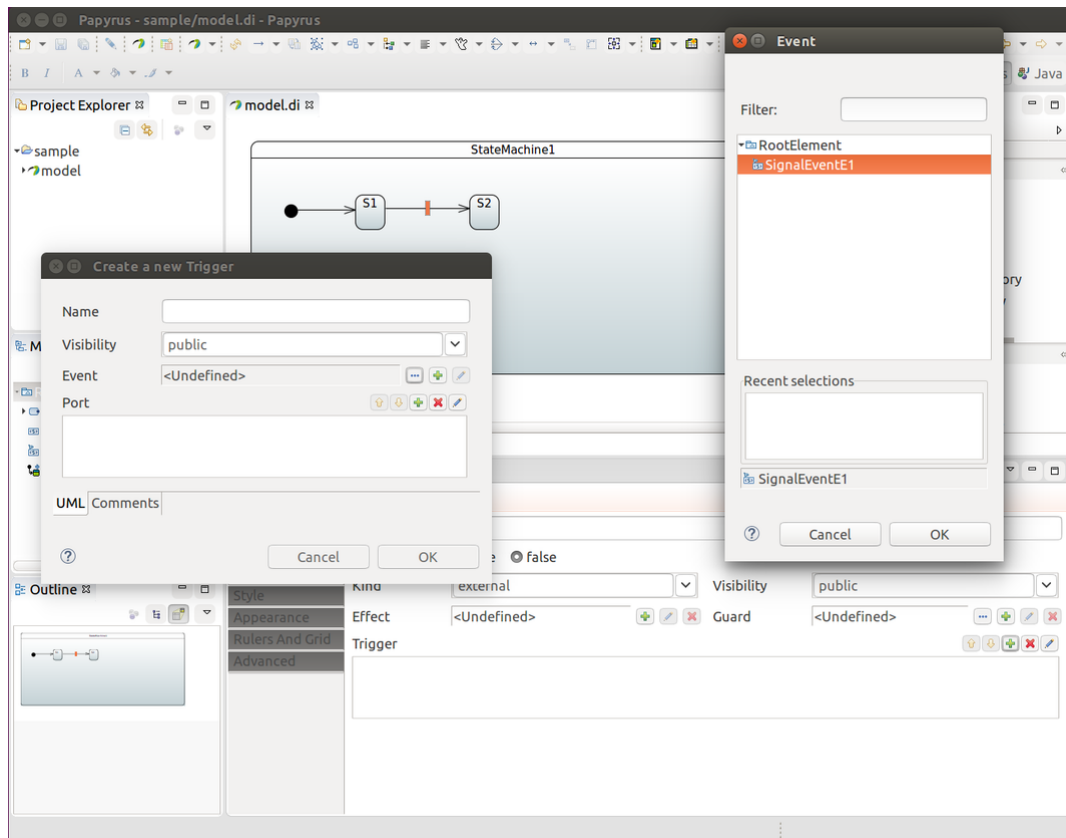 Papyrus - sample/model.di - Papyrus
B I A
Java
Project Explorer
model.di
sample
model
StateMachine1
S1
S2
Event
Filter:
RootElement
SignalEventE1
Recent selections
SignalEventE1
Cancel
OK
Create a new Trigger
Name
Visibility
public
Event
<Undefined>
Port
UML
Comments
Cancel
OK
ory
M
false
Outline
Style
Appearance
Rulers And Grid
Advanced
Kind
external
Visibility
public
Effect
<Undefined>
Guard
<Undefined>
Trigger